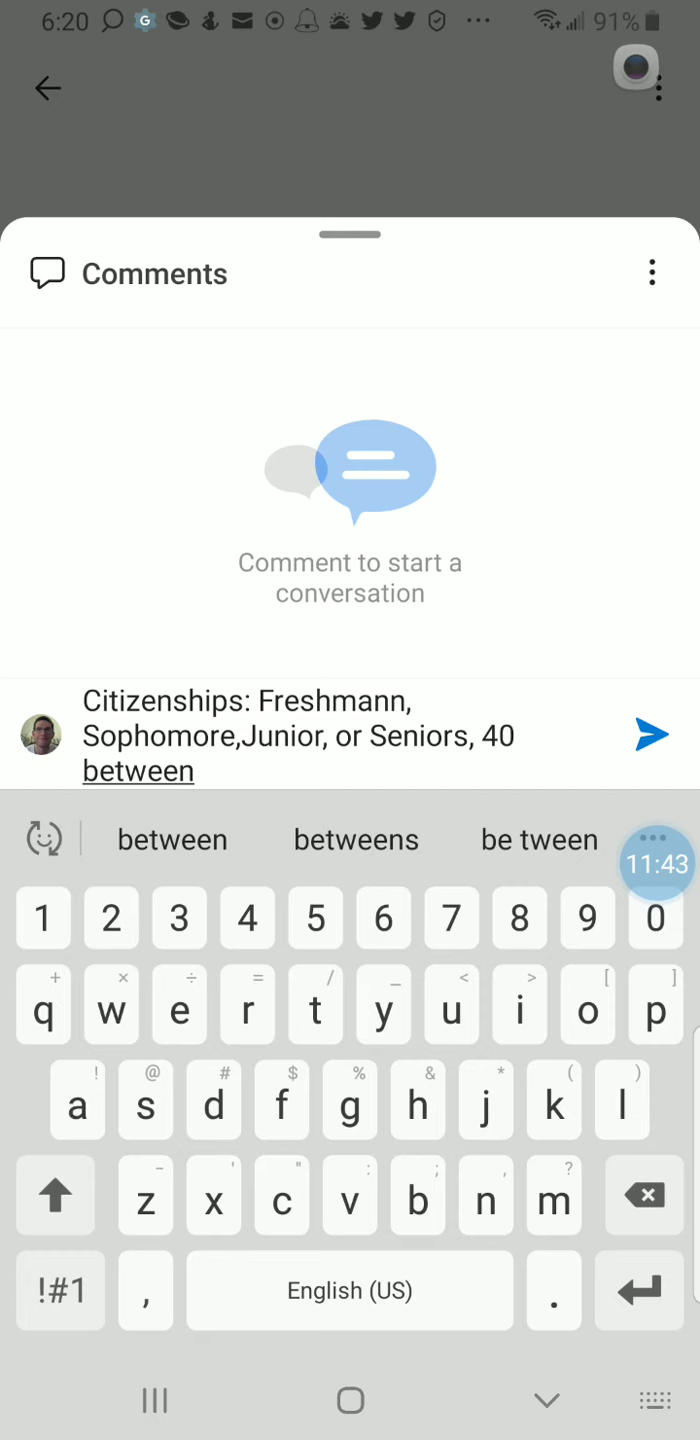 6:20 G 91%
Comments
Comment to start a
conversation
Citizenships: Freshmann,
Sophomore,Junior, or Seniors, 40
between
between betweens be tween
11:43
1 2 3 4 5 6 7 8 9 0
+ × ÷ = / _ < > [ ]
q w e r t y u i o p
! @ # $ % & * ( )
a s d f g h j k l
- ' " : ; , ?
z x c v b n m
!#1 , English (US) .